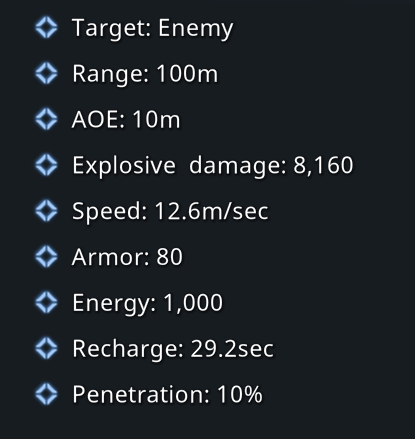 Target: Enemy
Range: 100m
AOE: 10m
Explosive  damage: 8,160
Speed: 12.6m/sec
Armor: 80
Energy: 1,000
Recharge: 29.2sec
Penetration: 10%